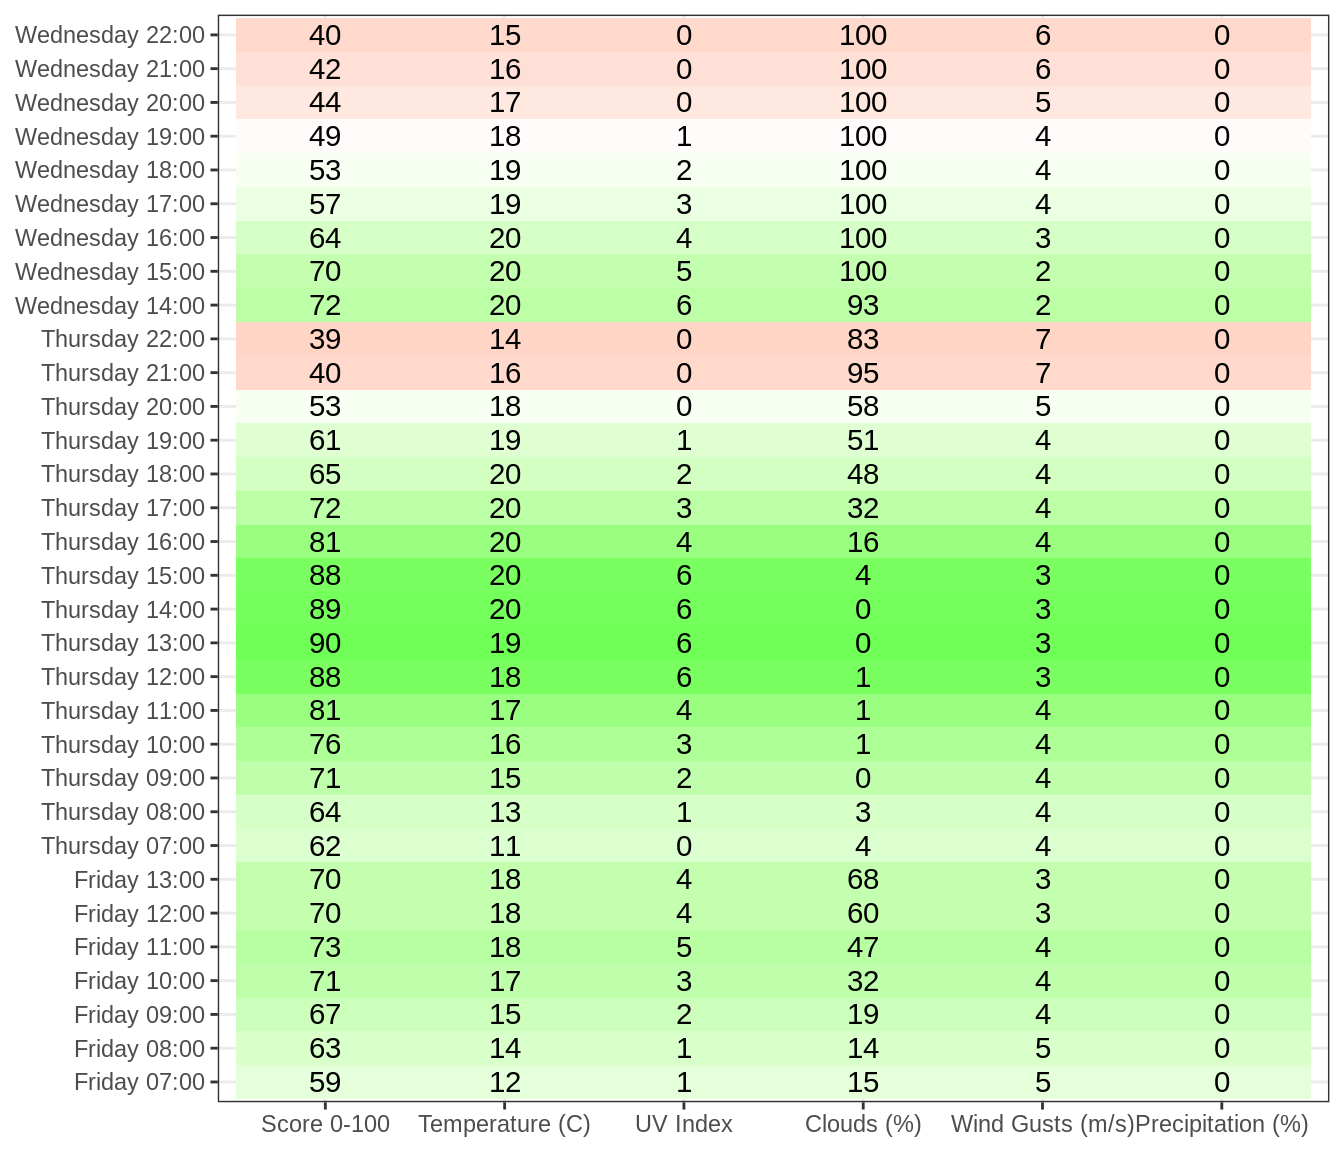 Wednesday 22:00 40 15 0 100 6 0
Wednesday 21:00 42 16 0 100 6 0
Wednesday 20:00 44 17 0 100 5 0
Wednesday 19:00 49 18 1 100 4 0
Wednesday 18:00 53 19 2 100 4 0
Wednesday 17:00 57 19 3 100 4 0
Wednesday 16:00 64 20 4 100 3 0
Wednesday 15:00 70 20 5 100 2 0
Wednesday 14:00 72 20 6 93 2 0
Thursday 22:00 39 14 0 83 7 0
Thursday 21:00 40 16 0 95 7 0
Thursday 20:00 53 18 0 58 5 0
Thursday 19:00 61 19 1 51 4 0
Thursday 18:00 65 20 2 48 4 0
Thursday 17:00 72 20 3 32 4 0
Thursday 16:00 81 20 4 16 4 0
Thursday 15:00 88 20 6 4 3 0
Thursday 14:00 89 20 6 0 3 0
Thursday 13:00 90 19 6 0 3 0
Thursday 12:00 88 18 6 1 3 0
Thursday 11:00 81 17 4 1 4 0
Thursday 10:00 76 16 3 1 4 0
Thursday 09:00 71 15 2 0 4 0
Thursday 08:00 64 13 1 3 4 0
Thursday 07:00 62 11 0 4 4 0
Friday 13:00 70 18 4 68 3 0
Friday 12:00 70 18 4 60 3 0
Friday 11:00 73 18 5 47 4 0
Friday 10:00 71 17 3 32 4 0
Friday 09:00 67 15 2 19 4 0
Friday 08:00 63 14 1 14 5 0
Friday 07:00 59 12 1 15 5 0
Score 0-100 Temperature (C) UV Index Clouds (%) Wind Gusts (m/s) Precipitation (%)